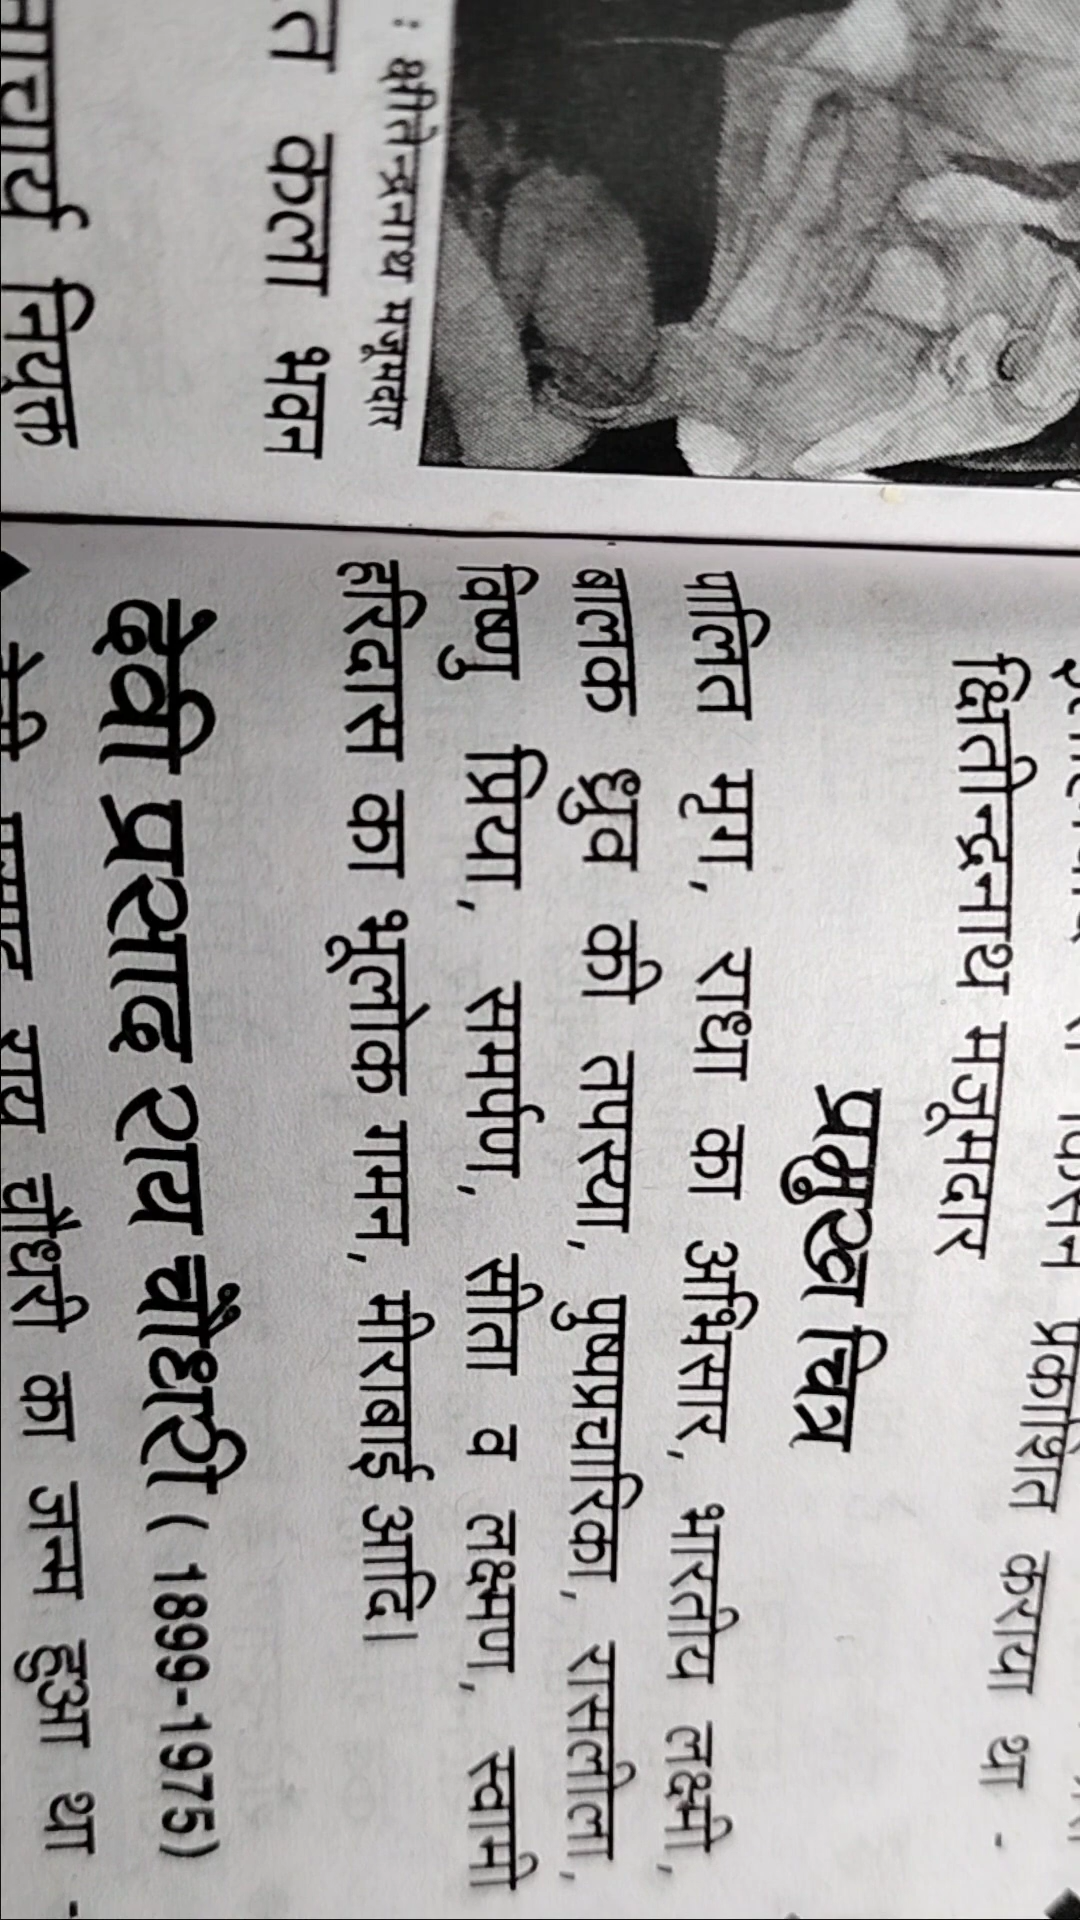 : क्षीतेन्द्रनाथ मजूमदार
कला भवन
नियुक्त
प्रकाशित कराया था -
क्षितीन्द्रनाथ मजूमदार
प्रमुख चित्र
पालित मृग, राधा का अभिसार, भारतीय लक्ष्मी,
बालक ध्रुव की तपस्या, पुष्पप्रचारिका, रासलीला,
विष्णु प्रिया, समर्पण, सीता व लक्ष्मण, स्वामी
हरिदास का भूलोक गमन, मीराबाई आदि।
देवी प्रसाद राय चौधरी ( 1899-1975)
राय चौधरी का जन्म हुआ था -